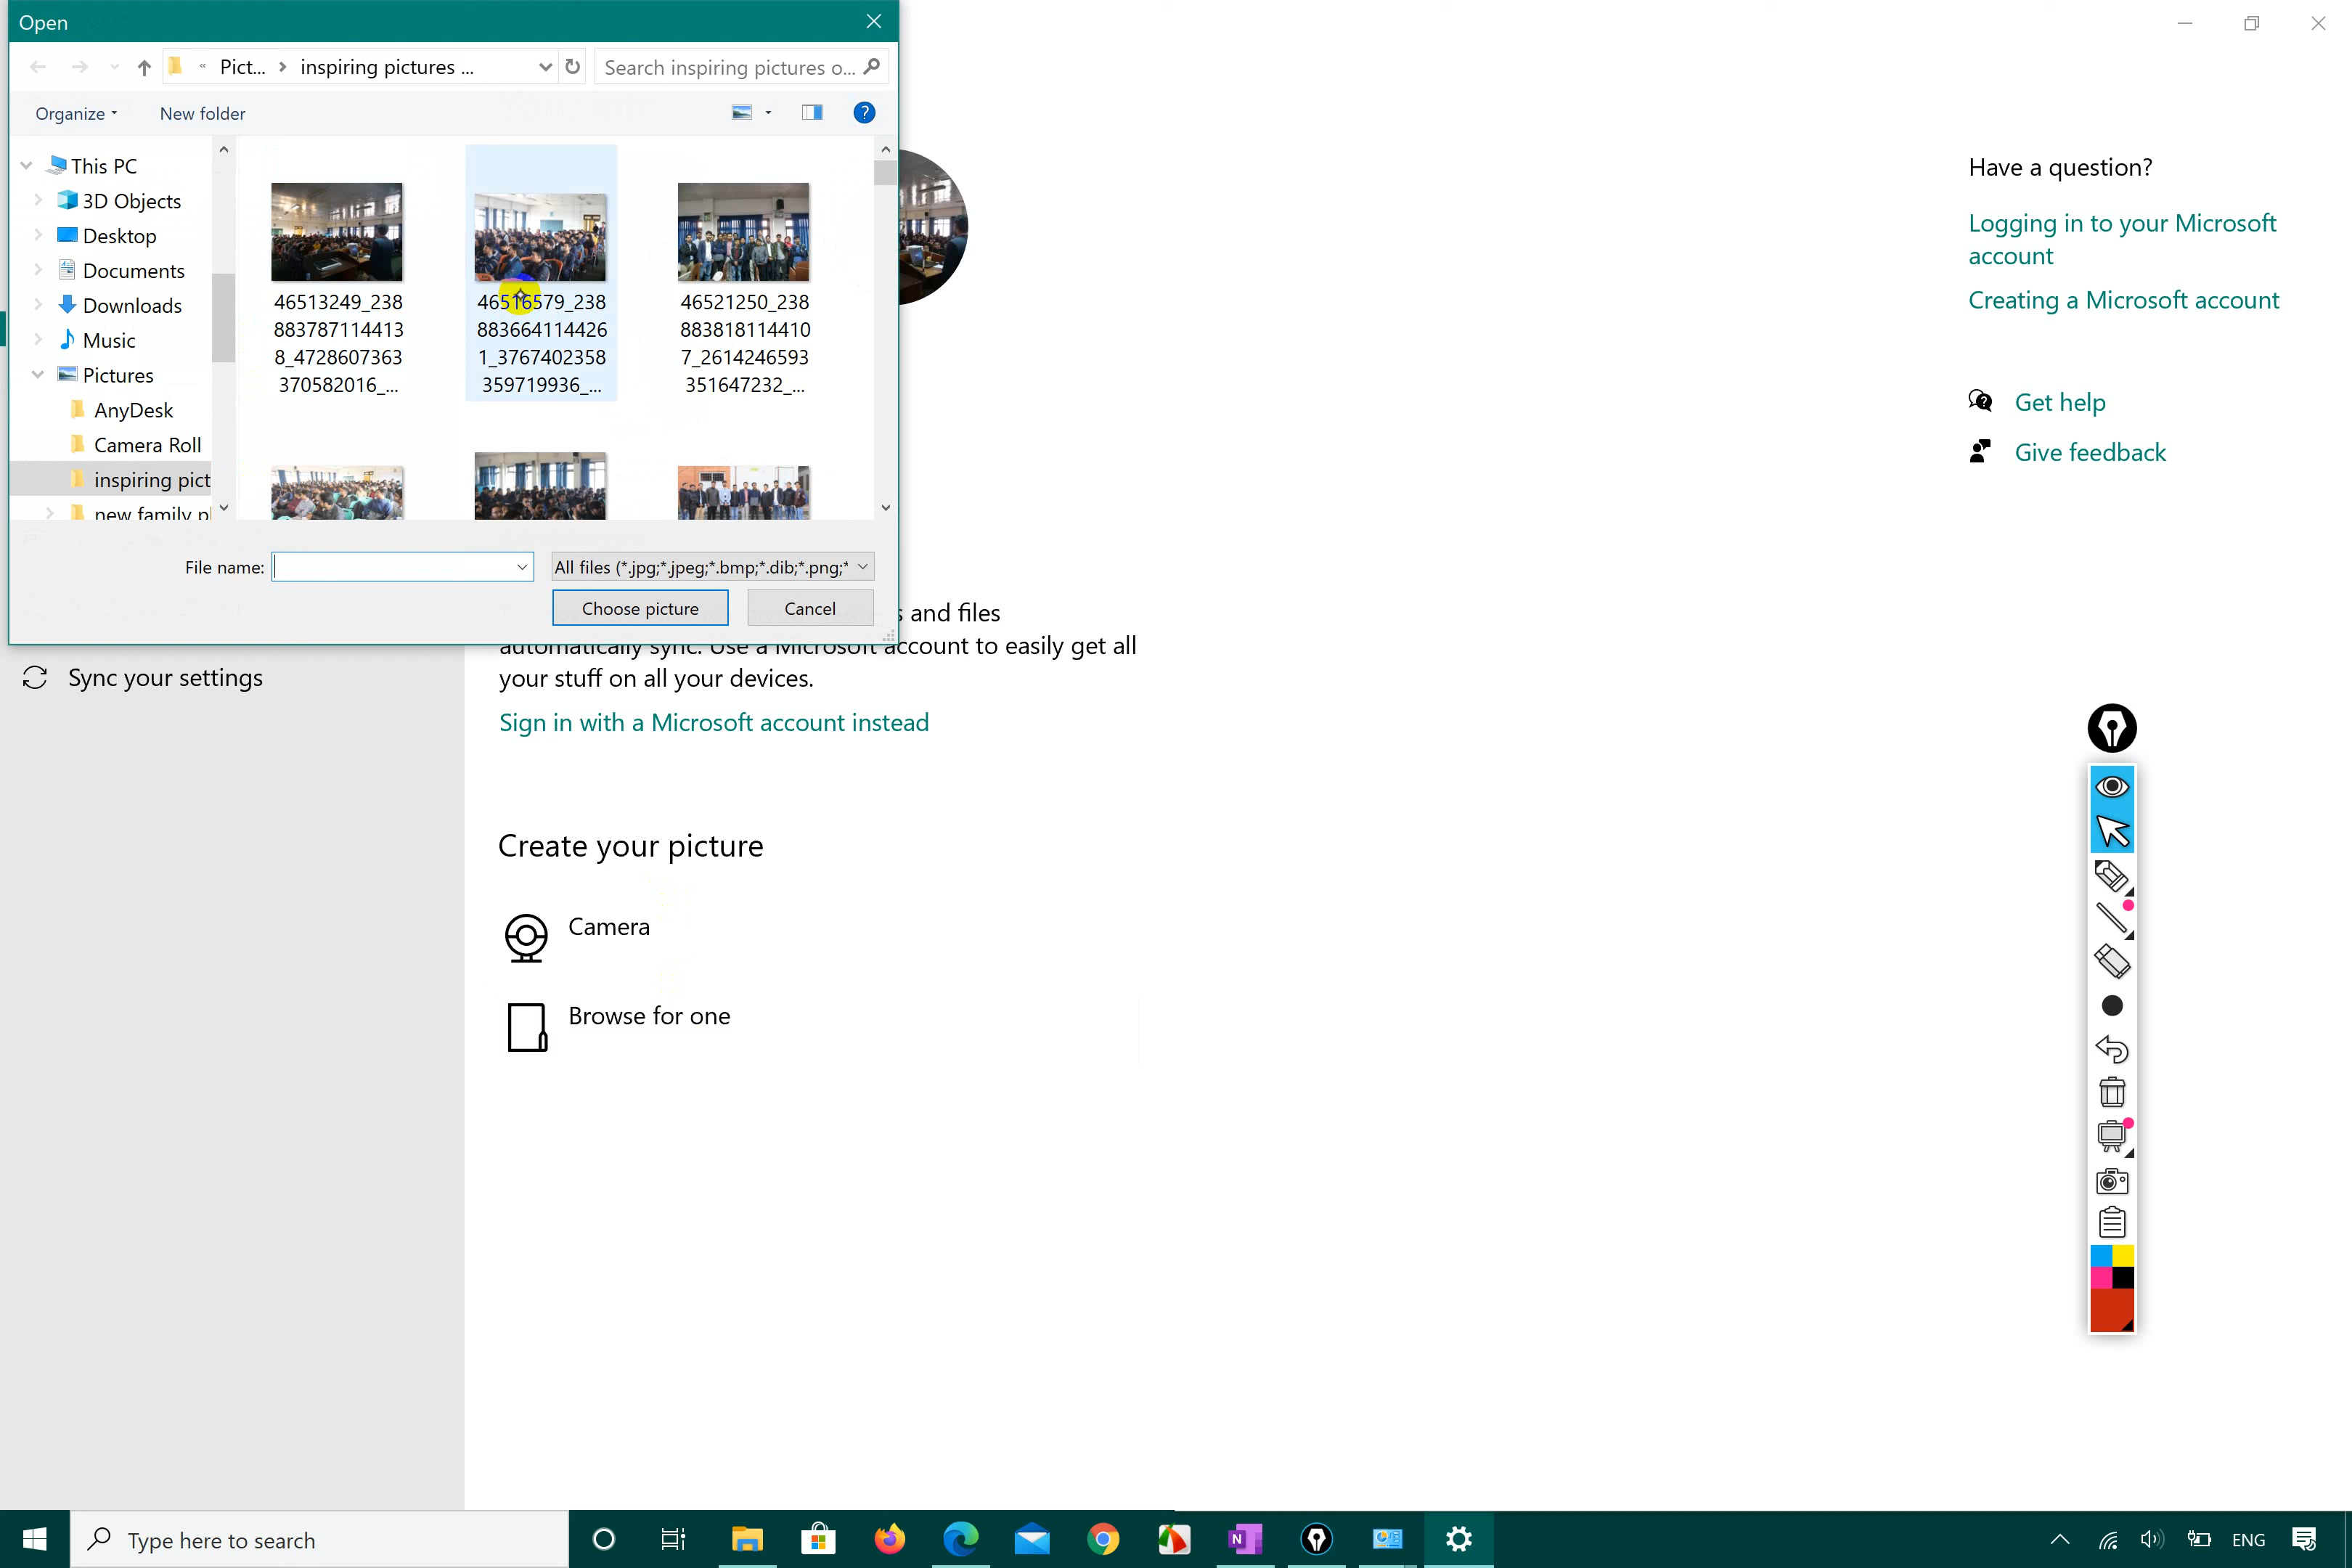 Open
Pict... > inspiring pictures ...
Search inspiring pictures o...
Organize
New folder
This PC
3D Objects
Desktop
Documents
Downloads
Music
Pictures
AnyDesk
Camera Roll
inspiring pict
new family pl
46513249_238
883787114413
8_4728607363
370582016_...
46516579_238
883664114426
1_3767402358
359719936_...
46521250_238
883818114410
7_2614246593
351647232_...
File name:
All files (*.jpg;*.jpeg;*.bmp;*.dib;*.png;*
Choose picture
Cancel
Sync your settings
s and files
automatically sync. Use a Microsoft account to easily get all
your stuff on all your devices.
Sign in with a Microsoft account instead
Create your picture
Camera
Browse for one
Have a question?
Logging in to your Microsoft
account
Creating a Microsoft account
Get help
Give feedback
Type here to search
N
ENG